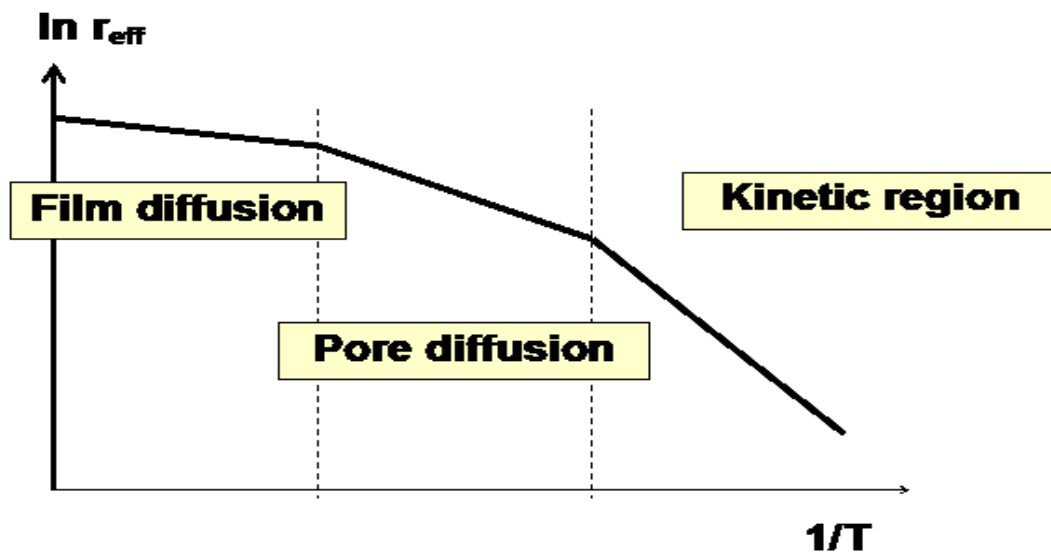 ln r_eff
Film diffusion
Kinetic region
Pore diffusion
1/T